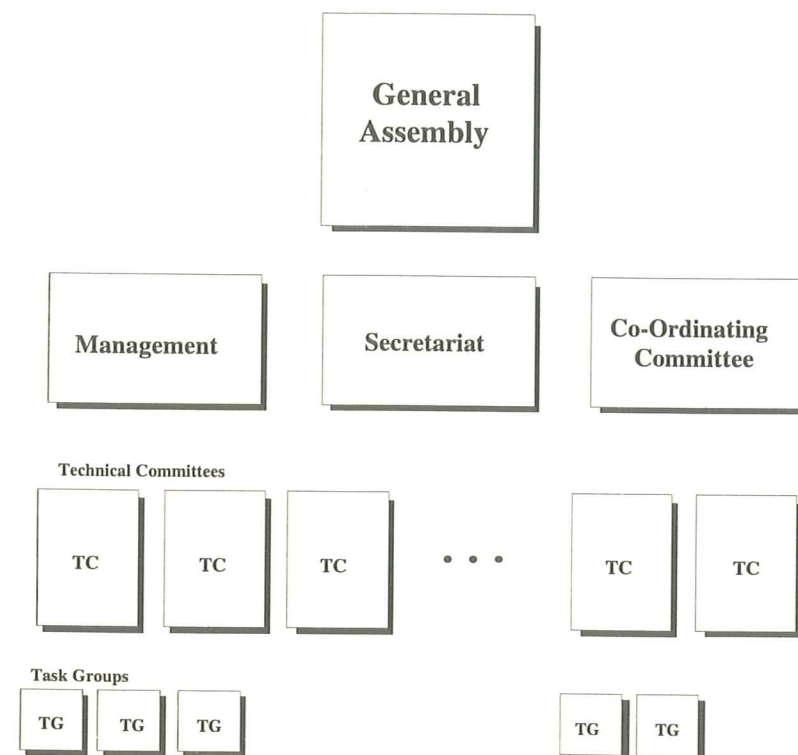 General
Assembly
Management
Secretariat
Co-Ordinating
Committee
Technical Committees
TC TC TC • • • TC TC
Task Groups
TG TG TG TG TG